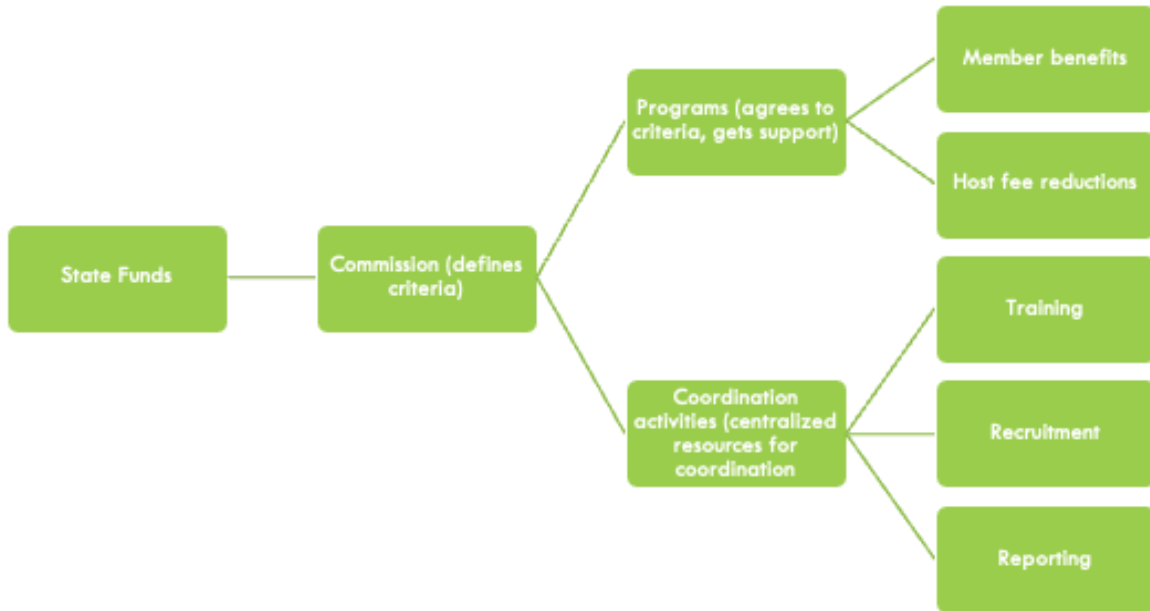 State Funds
Commission (defines
criteria)
Programs (agrees to
criteria, gets support)
Member benefits
Host fee reductions
Coordination
activities (centralized
resources for
coordination
Training
Recruitment
Reporting